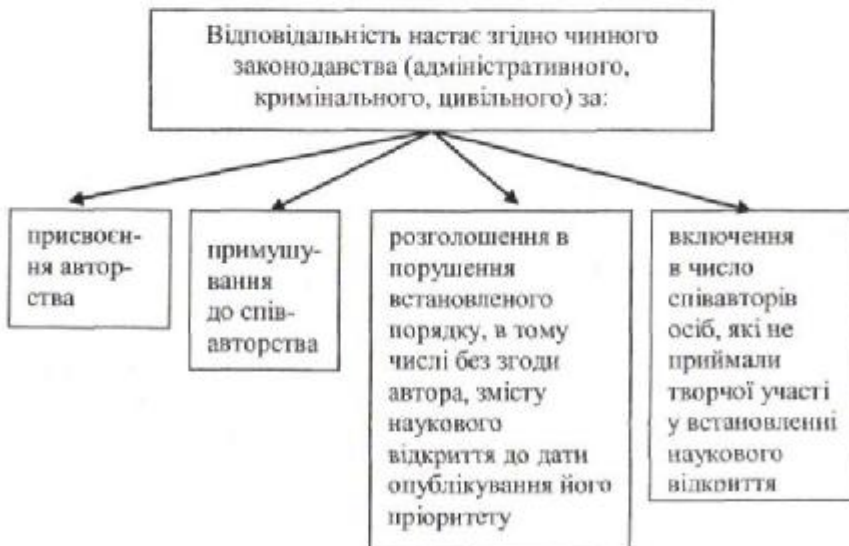 Відповідальність настає згідно чинного
законодавства (адміністративного,
кримінального, цивільного) за:
присвоєн-
ня автор-
ства
примушу-
вання
до спів-
авторства
розголошення в
порушення
встановленого
порядку, в тому
числі без згоди
автора, змісту
наукового
відкриття до дати
опублікування його
пріоритету
включення
в число
співавторів
осіб, які не
приймали
творчої участі
у встановленні
наукового
відкриття